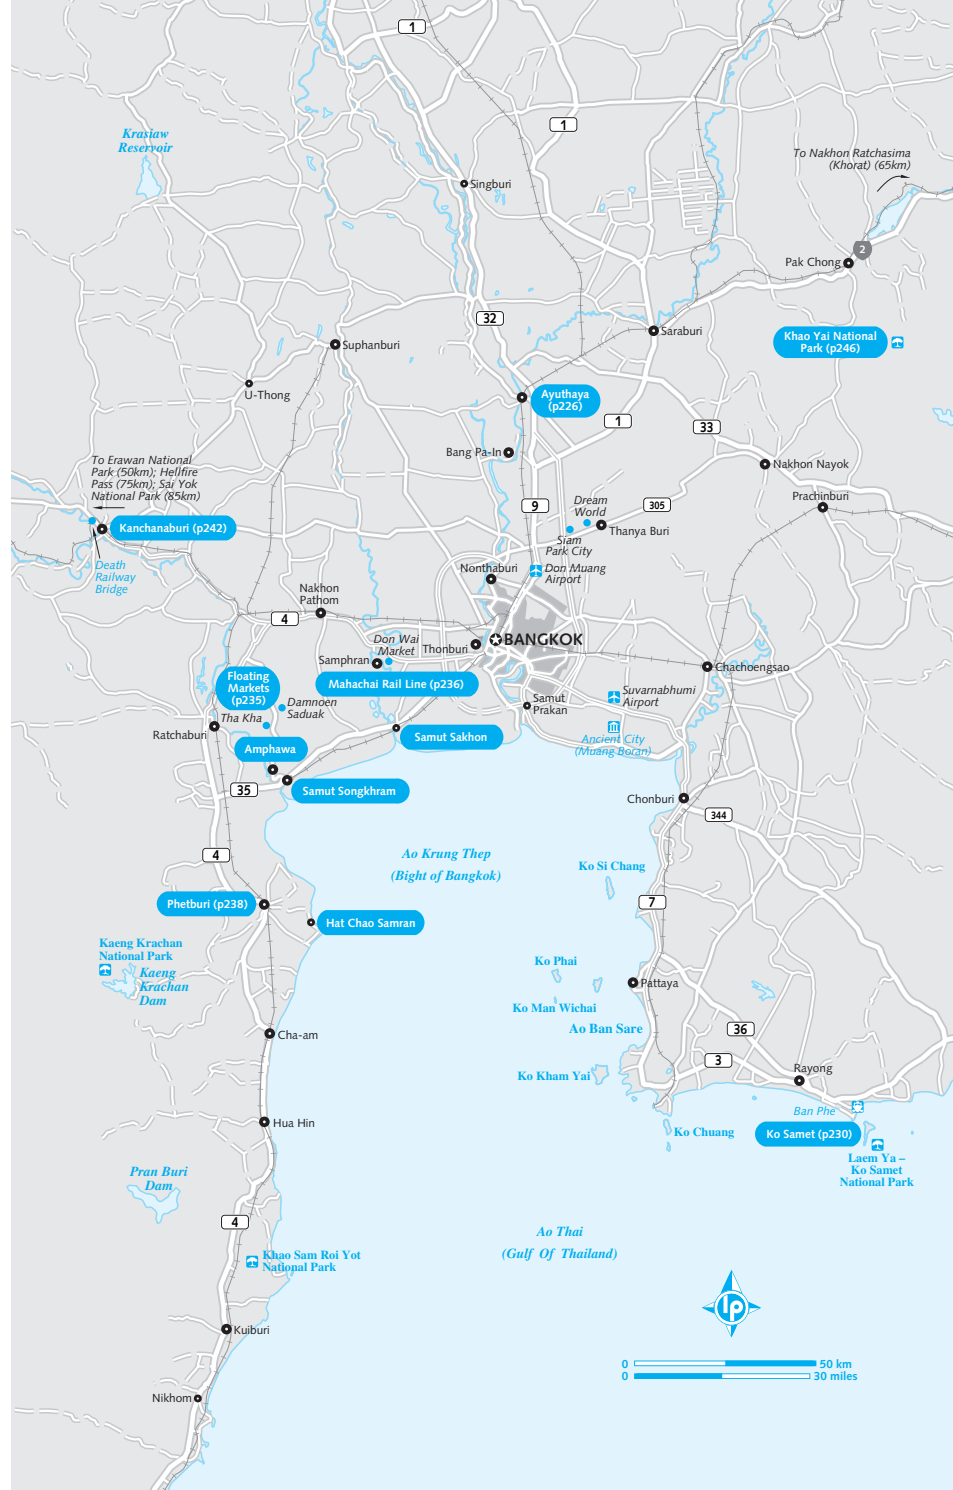 1
1
Krasiaw
Reservoir
To Nakhon Ratchasima
(Khorat) (65km)
Singburi
2
Pak Chong
32
Saraburi
Khao Yai National
Park (p246)
Suphanburi
U-Thong
Ayuthaya
(p226)
1
33
Bang Pa-In
To Erawan National
Park (50km); Hellfire
Pass (75km); Sai Yok
National Park (85km)
Nakhon Nayok
Prachinburi
9
Dream
World
305
Kanchanaburi (p242)
Thanya Buri
Siam
Park City
Death
Railway
Bridge
Nonthaburi
Don Muang
Airport
Nakhon
Pathom
4
Don Wai
Market
Thonburi
BANGKOK
Samphran
Chachoengsao
Floating
Markets
(p235)
Mahachai Rail Line (p236)
Damnoen
Saduak
Samut
Prakan
Suvarnabhumi
Airport
Tha Kha
Ratchaburi
Samut Sakhon
Ancient City
(Muang Boran)
Amphawa
35
Samut Songkhram
Chonburi
344
4
Ao Krung Thep
(Bight of Bangkok)
Ko Si Chang
7
Phetburi (p238)
Hat Chao Samran
Kaeng Krachan
National Park
Kaeng
Krachan
Dam
Ko Phai
Pattaya
Ko Man Wichai
Ao Ban Sare
36
Cha-am
3
Rayong
Ko Kham Yai
Ban Phe
Hua Hin
Ko Chuang
Ko Samet (p230)
Laem Ya –
Ko Samet
National Park
Pran Buri
Dam
4
Ao Thai
(Gulf Of Thailand)
Khao Sam Roi Yot
National Park
lp
Kuiburi
0
50 km
0
30 miles
Nikhom